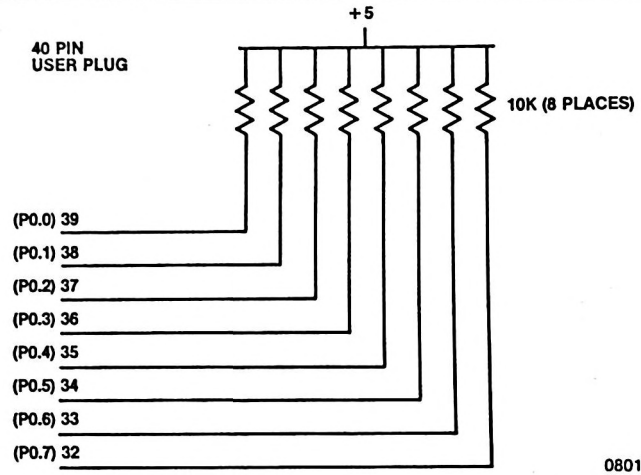 +5
40 PIN
USER PLUG
10K (8 PLACES)
(P0.0) 39
(P0.1) 38
(P0.2) 37
(P0.3) 36
(P0.4) 35
(P0.5) 34
(P0.6) 33
(P0.7) 32
0801